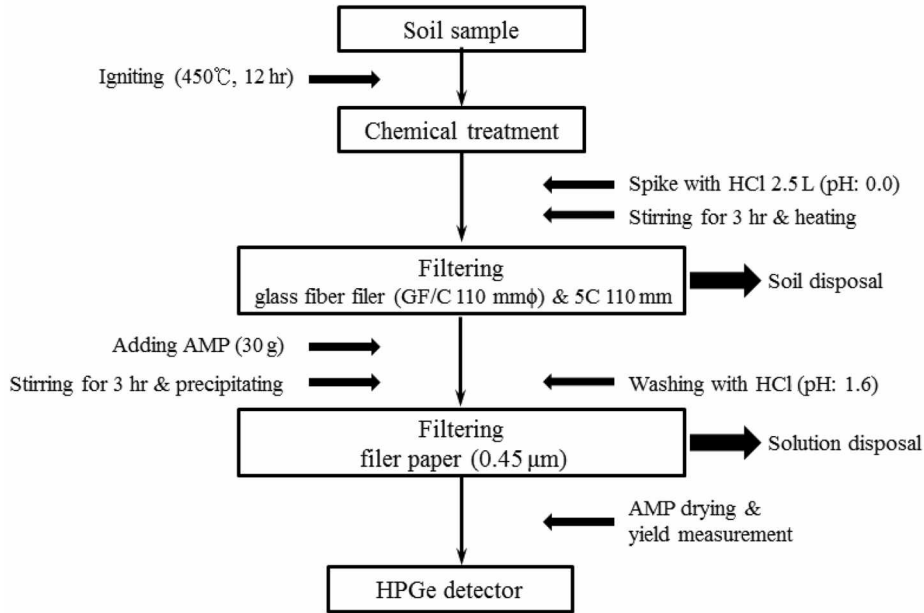 Soil sample
Igniting (450℃, 12 hr)
Chemical treatment
Spike with HCl 2.5 L (pH: 0.0)
Stirring for 3 hr & heating
Filtering
glass fiber filer (GF/C 110 mmϕ) & 5C 110 mm
Soil disposal
Adding AMP (30 g)
Stirring for 3 hr & precipitating
Washing with HCl (pH: 1.6)
Filtering
filer paper (0.45 μm)
Solution disposal
AMP drying &
yield measurement
HPGe detector